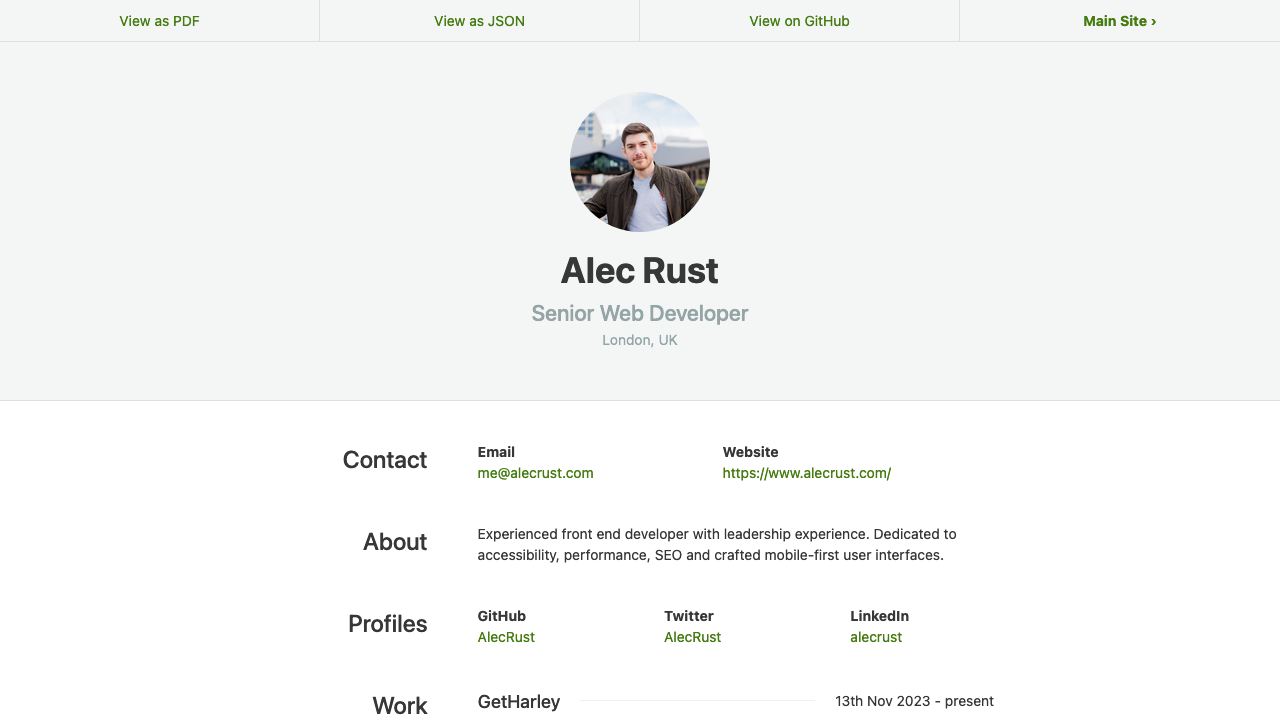 View as PDF
View as JSON
View on GitHub
Main Site ›
Alec Rust
Senior Web Developer
London, UK
Contact
Email
me@alecrust.com
Website
https://www.alecrust.com/
About
Experienced front end developer with leadership experience. Dedicated to
accessibility, performance, SEO and crafted mobile-first user interfaces.
Profiles
GitHub
AlecRust
Twitter
AlecRust
LinkedIn
alecrust
Work
GetHarley
13th Nov 2023 - present